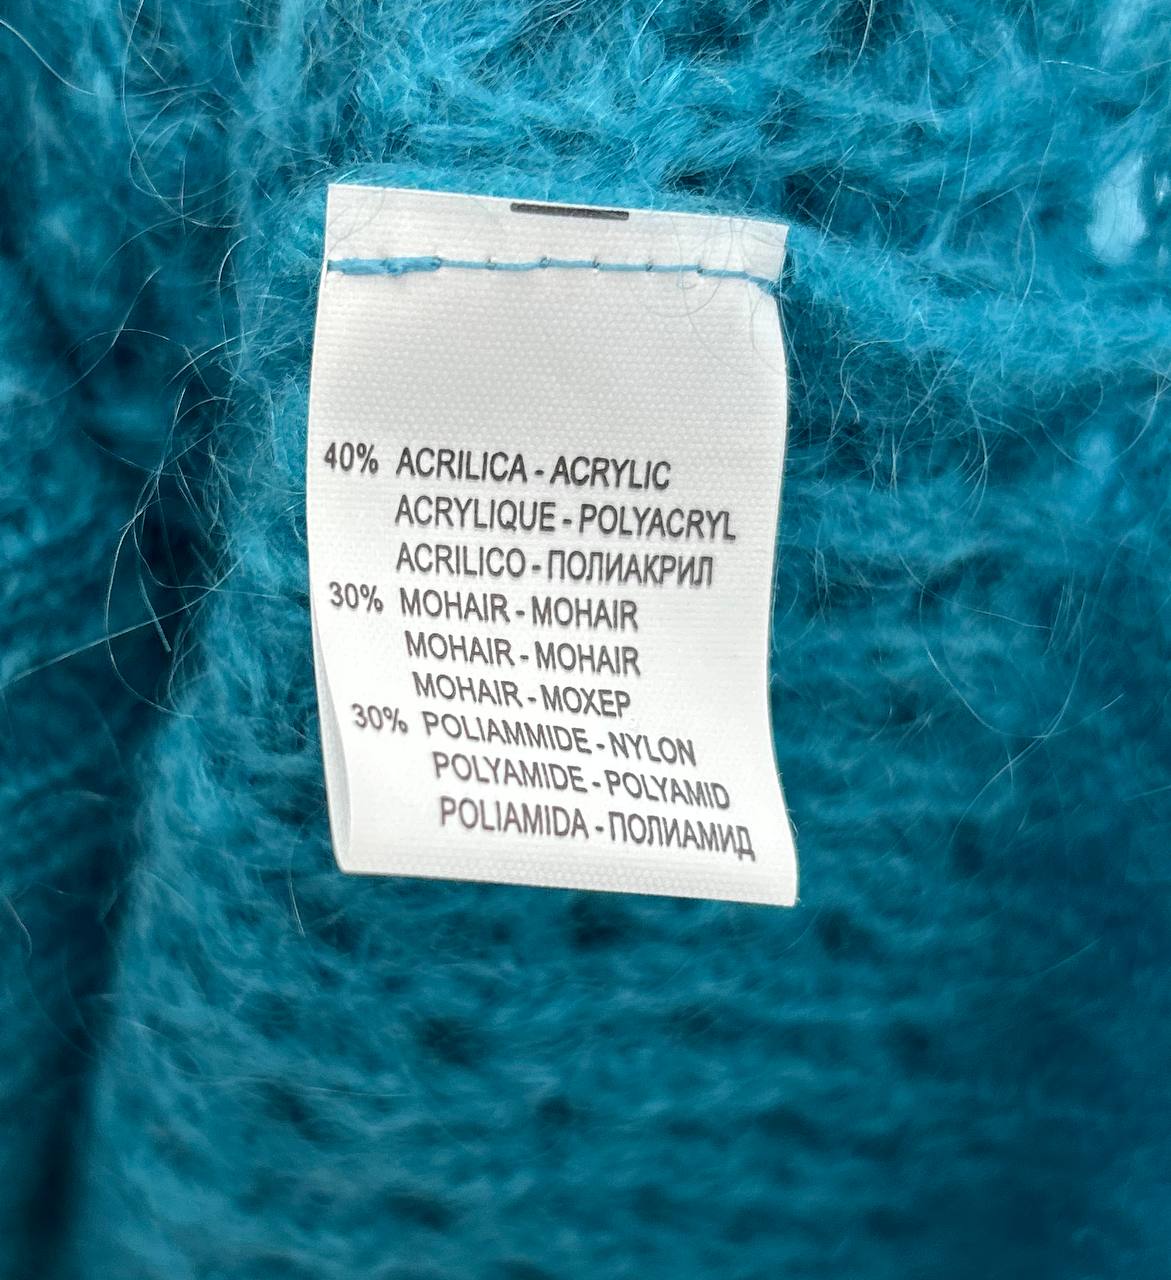 40% ACRILICA - ACRYLIC
ACRYLIQUE - POLYACRYL
ACRILICO - ПОЛИАКРИЛ
30% MOHAIR - MOHAIR
MOHAIR - MOHAIR
MOHAIR - МОХЕР
30% POLIAMMIDE - NYLON
POLYAMIDE - POLYAMID
POLIAMIDA - ПОЛИАМИД